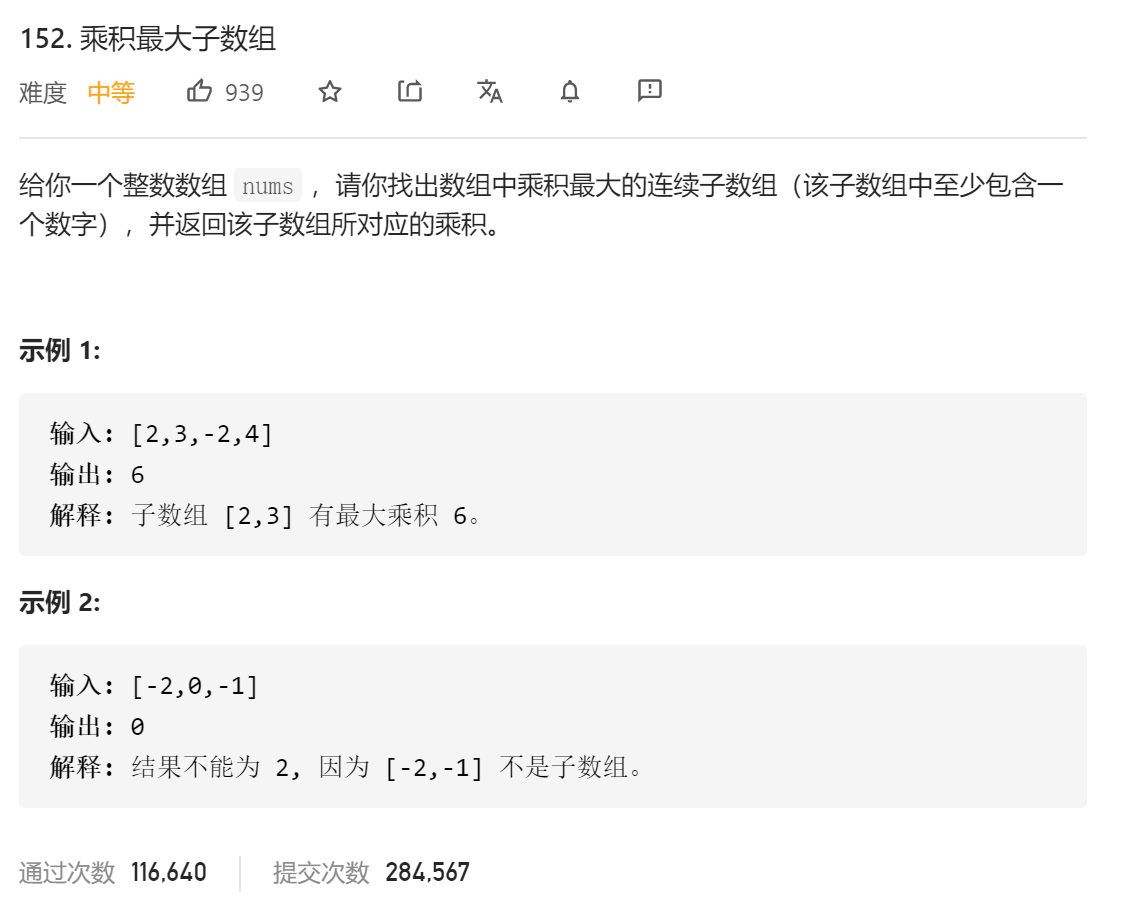 152. 乘积最大子数组
难度 中等 939
给你一个整数数组 nums ，请你找出数组中乘积最大的连续子数组（该子数组中至少包含一
个数字），并返回该子数组所对应的乘积。
示例 1:
输入: [2,3,-2,4]
输出: 6
解释: 子数组 [2,3] 有最大乘积 6。
示例 2:
输入: [-2,0,-1]
输出: 0
解释: 结果不能为 2, 因为 [-2,-1] 不是子数组。
通过次数 116,640 提交次数 284,567